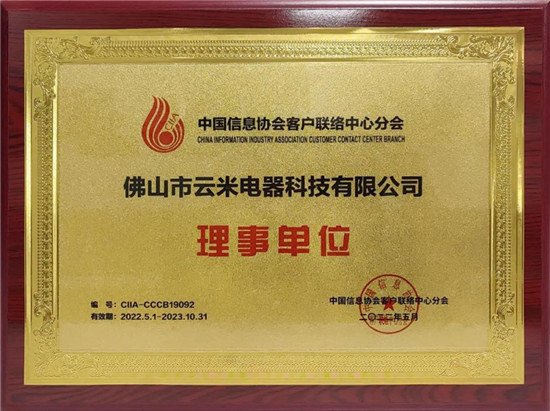 CIIA
中国信息协会客户联络中心分会
CHINA INFORMATION INDUSTRY ASSOCIATION CUSTOMER CONTACT CENTER BRANCH
佛山市云米电器科技有限公司
理事单位
编 号：CIIA-CCCB19092
有效期：2022.5.1-2023.10.31
中国信息协会客户联络中心分会
二〇二二年五月